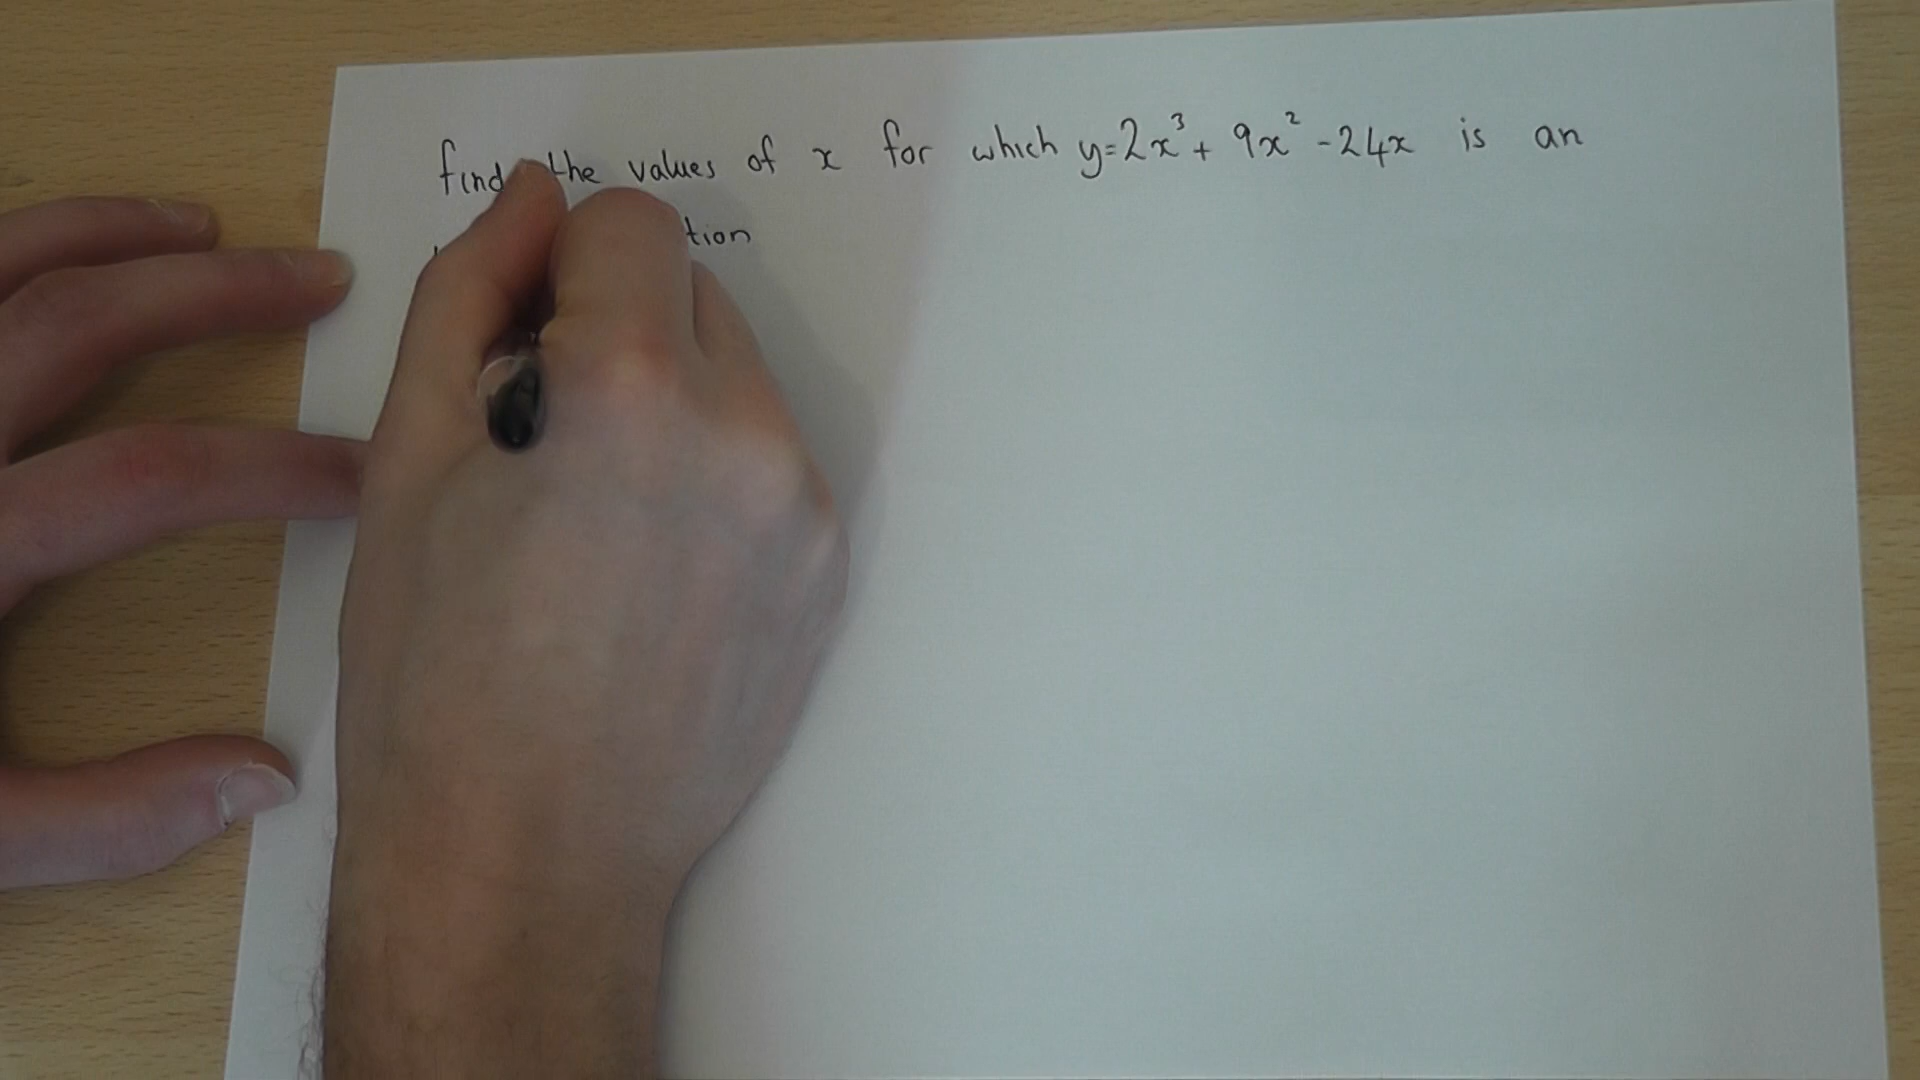 find the values of x for which y=2x³+ 9x² -24x is an
tion